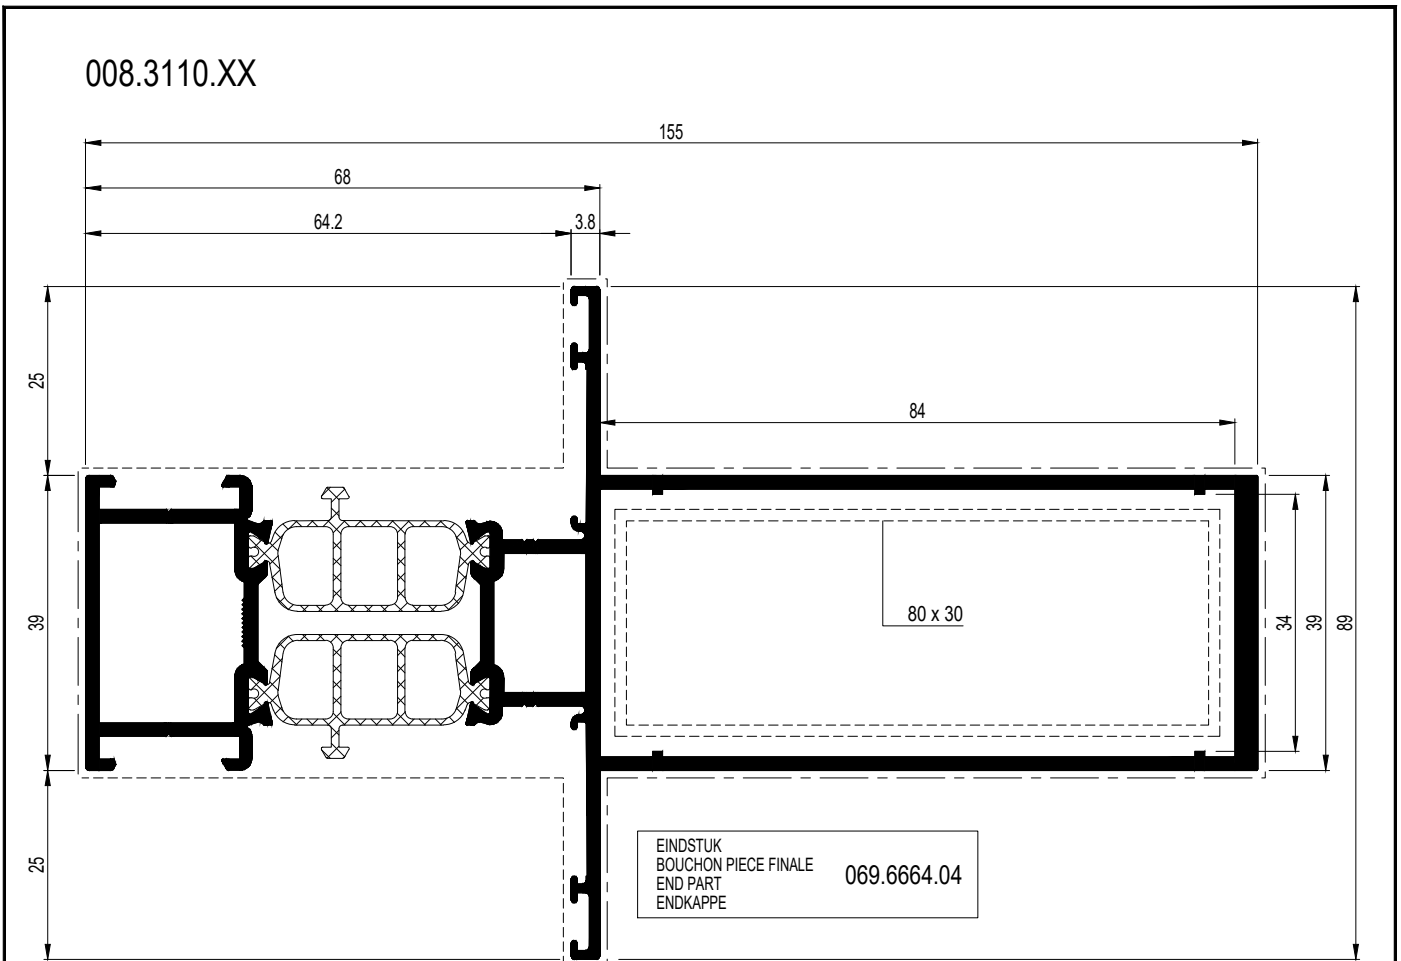 008.3110.XX
155
68
64.2
3.8
25
84
39
80 x 30
34
39
89
25
EINDSTUK
BOUCHON PIECE FINALE
END PART
ENDKAPPE
069.6664.04